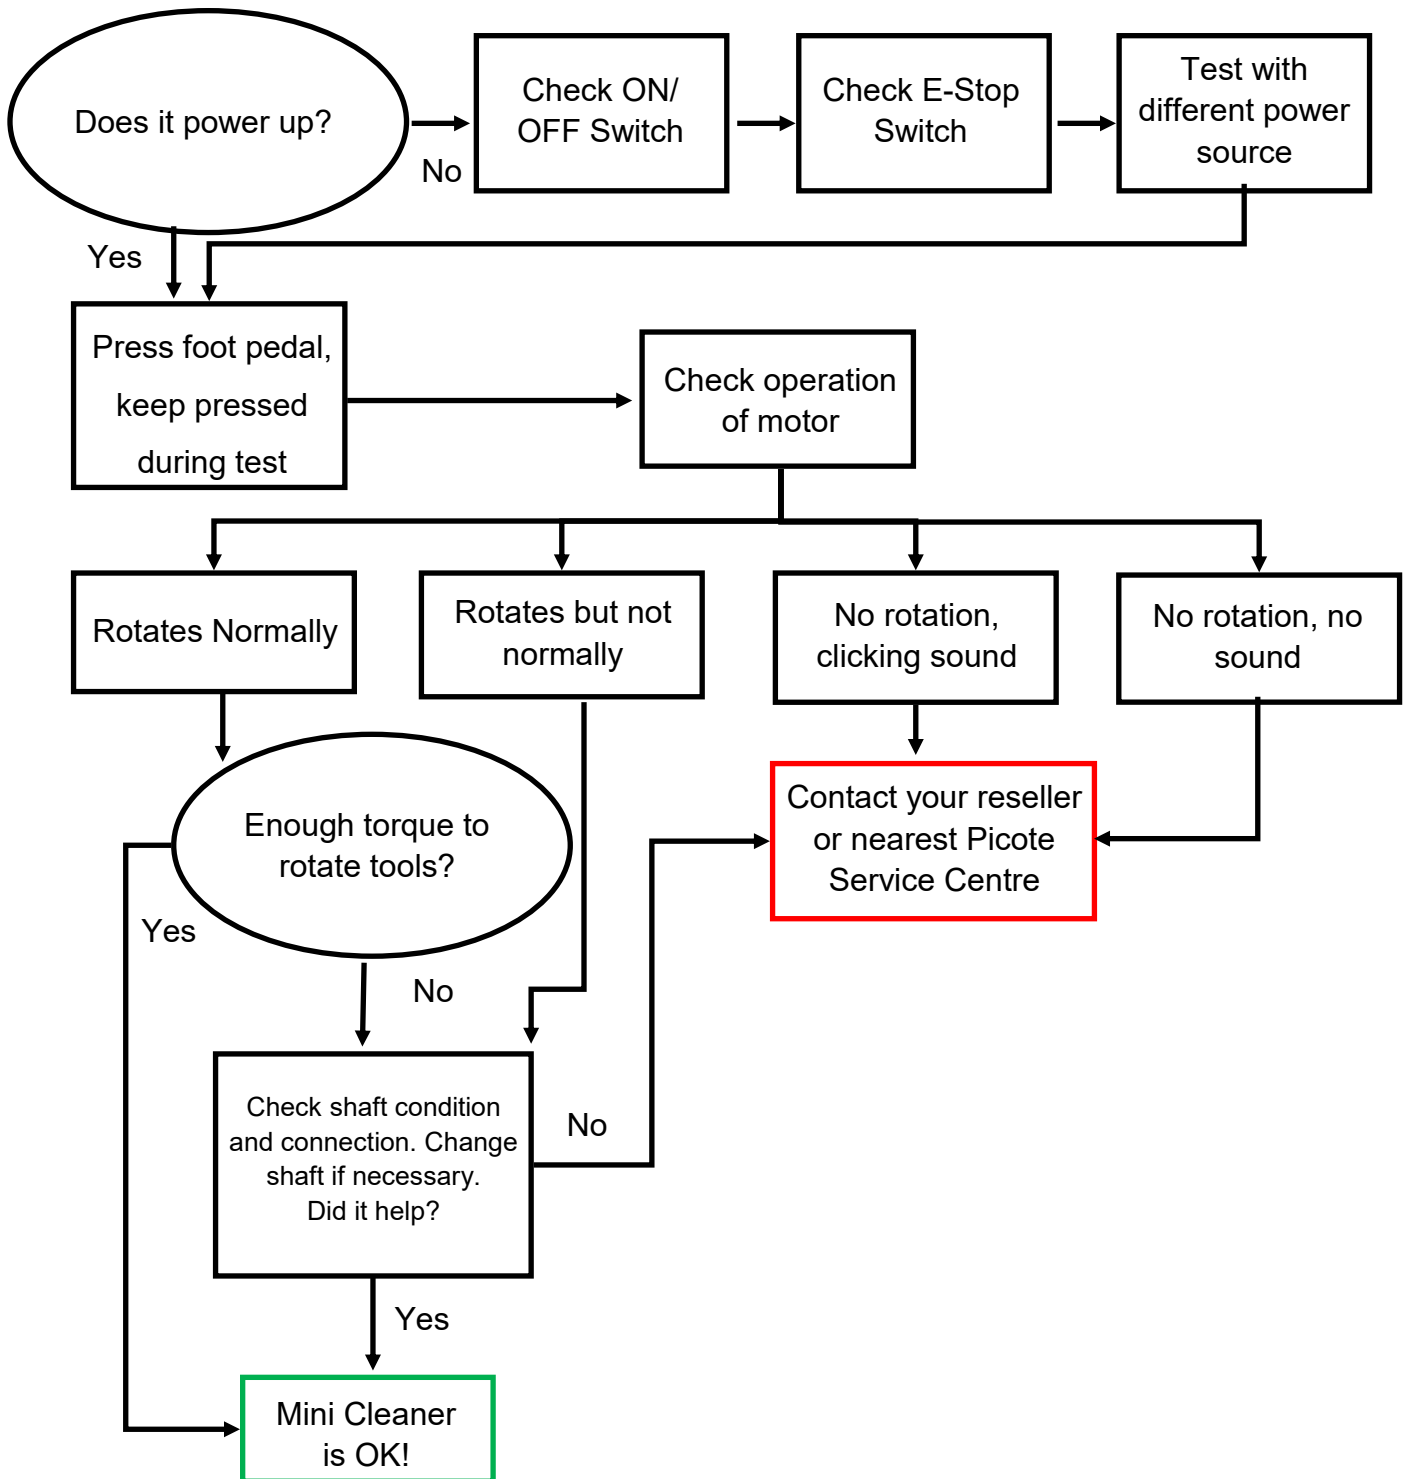 Does it power up?
No
Check ON/
OFF Switch
Check E-Stop
Switch
Test with
different power
source
Yes
Press foot pedal,
keep pressed
during test
Check operation
of motor
Rotates Normally
Rotates but not
normally
No rotation,
clicking sound
No rotation, no
sound
Enough torque to
rotate tools?
Contact your reseller
or nearest Picote
Service Centre
Yes
No
Check shaft condition
and connection. Change
shaft if necessary.
Did it help?
No
Yes
Mini Cleaner
is OK!